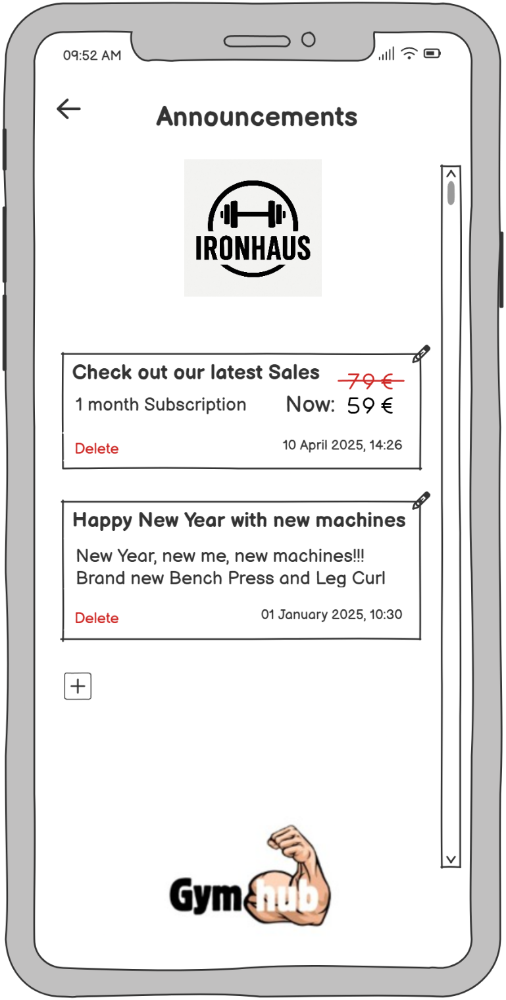 09:52 AM
Announcements
IRONHAUS
Check out our latest Sales
79 €
1 month Subscription
Now: 59 €
Delete
10 April 2025, 14:26
Happy New Year with new machines
New Year, new me, new machines!!!
Brand new Bench Press and Leg Curl
Delete
01 January 2025, 10:30
Gym hub